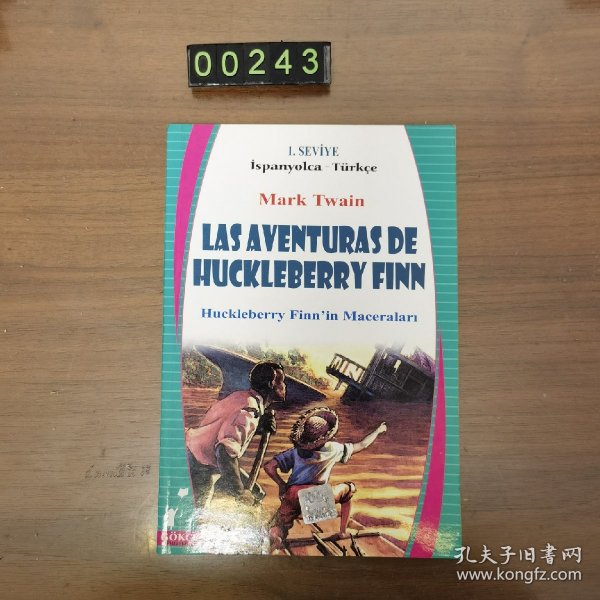 00243
1. SEVİYE
İspanyolca - Türkçe
Mark Twain
LAS AVENTURAS DE
HUCKLEBERRY FINN
Huckleberry Finn'in Maceraları
孔夫子旧书网
www.kongfz.com